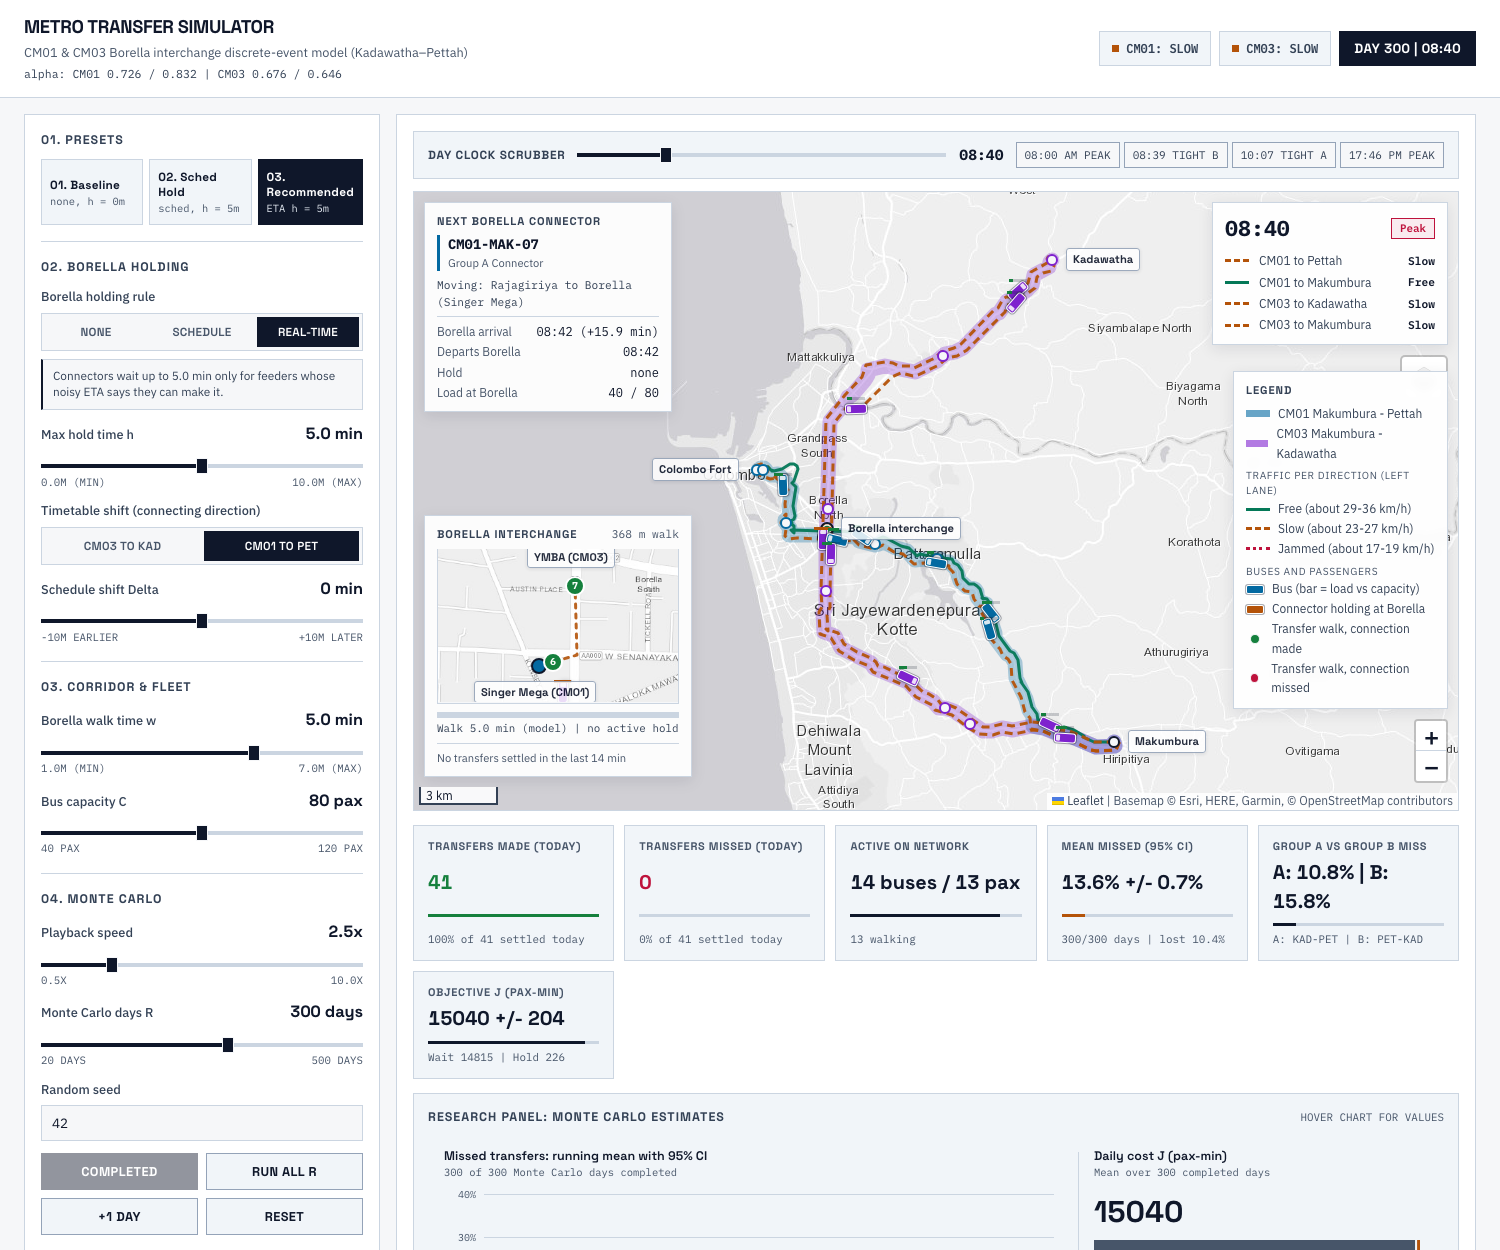 METRO TRANSFER SIMULATOR
CM01 & CM03 Borella interchange discrete-event model (Kadawatha–Pettah)
alpha: CM01 0.726 / 0.832 | CM03 0.676 / 0.646
CM01: SLOW
CM03: SLOW
DAY 300 | 08:40
01. PRESETS
01. Baseline
none, h = 0m
02. Sched
Hold
sched, h = 5m
03.
Recommended
ETA h = 5m
02. BORELLA HOLDING
Borella holding rule
NONE
SCHEDULE
REAL-TIME
Connectors wait up to 5.0 min only for feeders whose
noisy ETA says they can make it.
Max hold time h
5.0 min
0.0M (MIN)
10.0M (MAX)
Timetable shift (connecting direction)
CM03 TO KAD
CM01 TO PET
Schedule shift Delta
0 min
-10M EARLIER
+10M LATER
03. CORRIDOR & FLEET
Borella walk time w
5.0 min
1.0M (MIN)
7.0M (MAX)
Bus capacity C
80 pax
40 PAX
120 PAX
04. MONTE CARLO
Playback speed
2.5x
0.5X
10.0X
Monte Carlo days R
300 days
20 DAYS
500 DAYS
Random seed
42
COMPLETED
RUN ALL R
+1 DAY
RESET
DAY CLOCK SCRUBBER
08:40
08:00 AM PEAK
08:39 TIGHT B
10:07 TIGHT A
17:46 PM PEAK
NEXT BORELLA CONNECTOR
CM01-MAK-07
Group A Connector
Moving: Rajagiriya to Borella
(Singer Mega)
Borella arrival
08:42 (+15.9 min)
Departs Borella
08:42
Hold
none
Load at Borella
40 / 80
08:40
Peak
CM01 to Pettah
Slow
CM01 to Makumbura
Free
CM03 to Kadawatha
Slow
CM03 to Makumbura
Slow
LEGEND
CM01 Makumbura - Pettah
CM03 Makumbura -
Kadawatha
TRAFFIC PER DIRECTION (LEFT
LANE)
Free (about 29-36 km/h)
Slow (about 23-27 km/h)
Jammed (about 17-19 km/h)
BUSES AND PASSENGERS
Bus (bar = load vs capacity)
Connector holding at Borella
Transfer walk, connection
made
Transfer walk, connection
missed
Kadawatha
Siyambalape North
Mattakkuliya
Biyagama
North
Grandpass
South
Colombo Fort
Borella
North
Borella interchange
Battaramulla
Korathota
Sri Jayewardenepura
Kotte
Athurugiriya
Dehiwala
Mount
Lavinia
Attidiya
South
Makumbura
Hiripitiya
Ovitigama
BORELLA INTERCHANGE
368 m walk
YMBA (CM03)
AUSTIN PLACE
7
Borella
South
TICKELL ROAD
6
AA000
W SENANAYAKA
Singer Mega (CM01)
Walk 5.0 min (model) | no active hold
No transfers settled in the last 14 min
3 km
+
−
Leaflet | Basemap © Esri, HERE, Garmin, © OpenStreetMap contributors
TRANSFERS MADE (TODAY)
41
100% of 41 settled today
TRANSFERS MISSED (TODAY)
0
0% of 41 settled today
ACTIVE ON NETWORK
14 buses / 13 pax
13 walking
MEAN MISSED (95% CI)
13.6% +/- 0.7%
300/300 days | lost 10.4%
GROUP A VS GROUP B MISS
A: 10.8% | B:
15.8%
A: KAD-PET | B: PET-KAD
OBJECTIVE J (PAX-MIN)
15040 +/- 204
Wait 14815 | Hold 226
RESEARCH PANEL: MONTE CARLO ESTIMATES
HOVER CHART FOR VALUES
Missed transfers: running mean with 95% CI
300 of 300 Monte Carlo days completed
40%
30%
Daily cost J (pax-min)
Mean over 300 completed days
15040